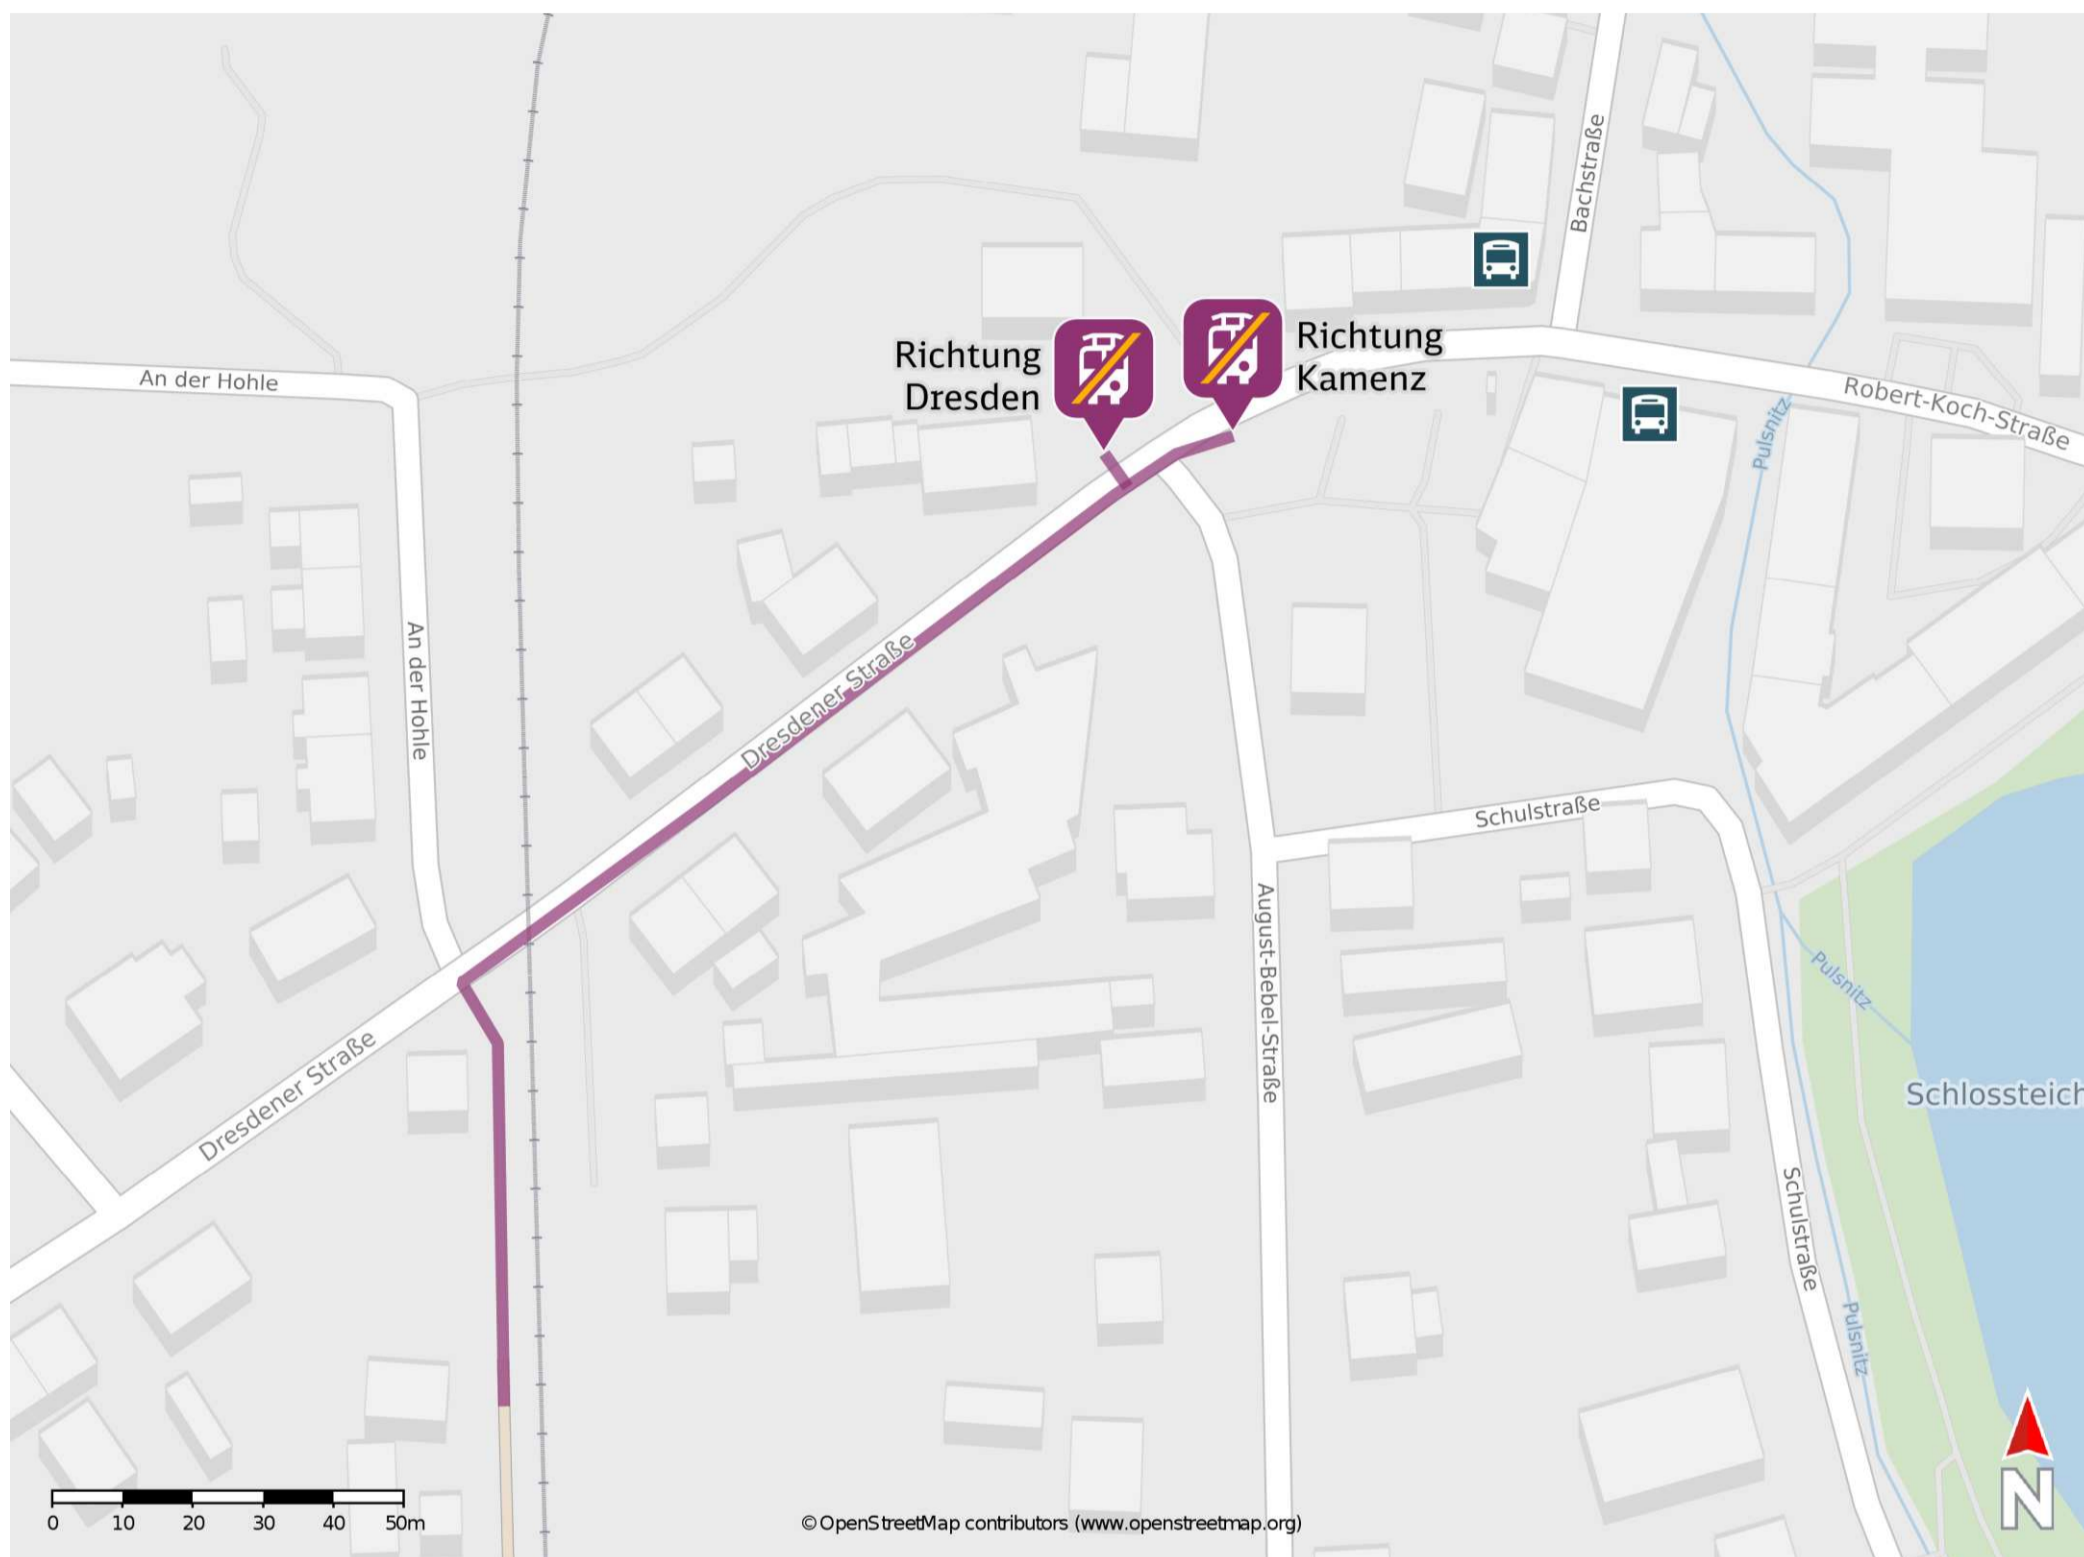 Bachstraße
Richtung
Dresden
Richtung
Kamenz
An der Hohle
Robert-Koch-Straße
Pulsnitz
An der Hohle
Dresdener Straße
Schulstraße
August-Bebel-Straße
Pulsnitz
Dresdener Straße
Schlossteich
Schulstraße
Pulsnitz
0 10 20 30 40 50m
© OpenStreetMap contributors (www.openstreetmap.org)
N